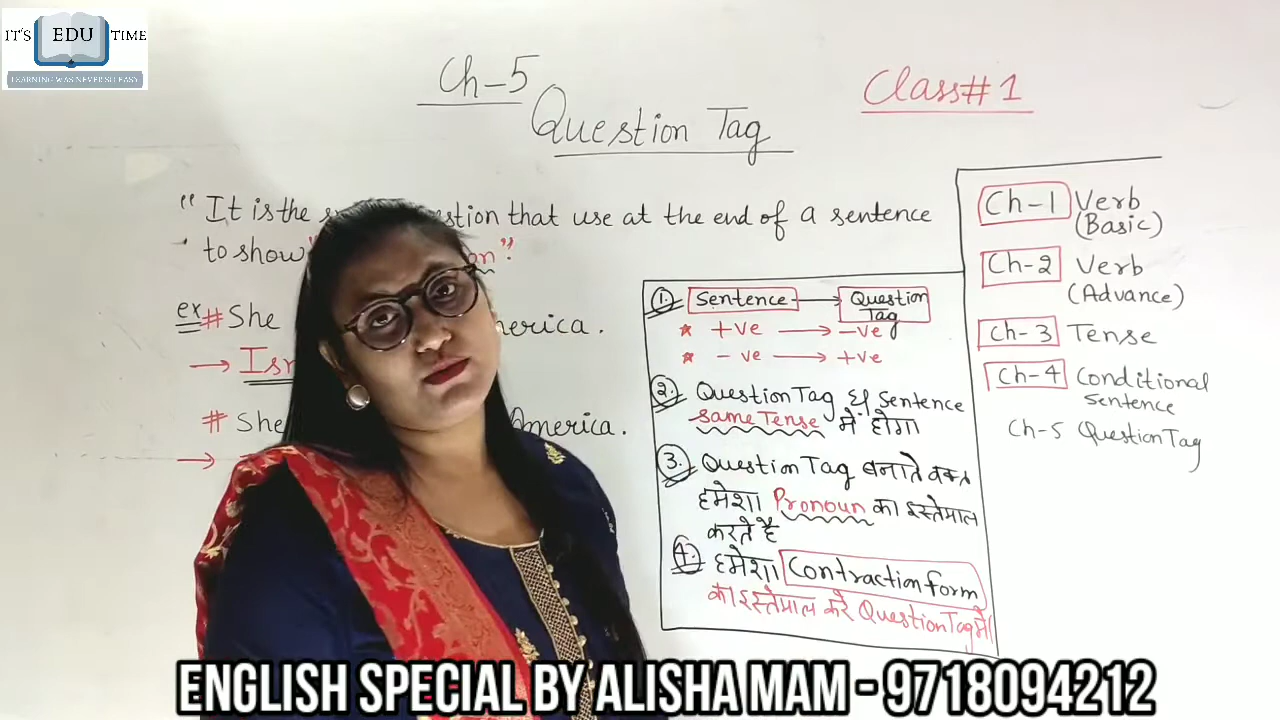 IT'S EDU TIME
LEARNING WAS NEVER SO EASY
Ch-5
Question Tag
Class#1
"It is the question that use at the end of a sentence
to show "
ex # She America.
→ Isn
# She America.
→
1. Sentence → Question Tag
* +ve → -ve
* -ve → +ve
2. Question Tag और Sentence
same Tense में होगा
3. Question Tag बनाते वक्त
हमेशा Pronoun का इस्तेमाल
करते है
4. हमेशा Contraction form
का इस्तेमाल करे Question Tag में।
Ch-1 Verb
(Basic)
Ch-2 Verb
(Advance)
Ch-3 Tense
Ch-4 Conditional
Sentence
Ch-5 Question Tag
ENGLISH SPECIAL BY ALISHA MAM - 9718094212